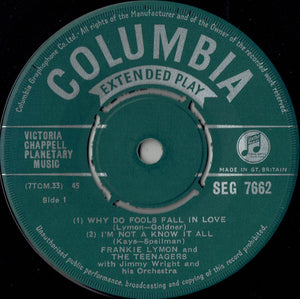 All rights of the Manufacturer and of the Owner of the Recorded Work Reserved
Columbia Graphophone Co. Ltd.
COLUMBIA
EXTENDED PLAY
VICTORIA
CHAPPELL
PLANETARY
MUSIC
MADE IN GT. BRITAIN
(7TQM.33) 45
SEG 7662
Side 1
(1) WHY DO FOOLS FALL IN LOVE
(Lymon—Goldner)
(2) I'M NOT A KNOW IT ALL
(Kaye—Spellman)
FRANKIE LYMON and
THE TEENAGERS
with Jimmy Wright and
his Orchestra
Unauthorised public performance, broadcasting and copying of this record prohibited